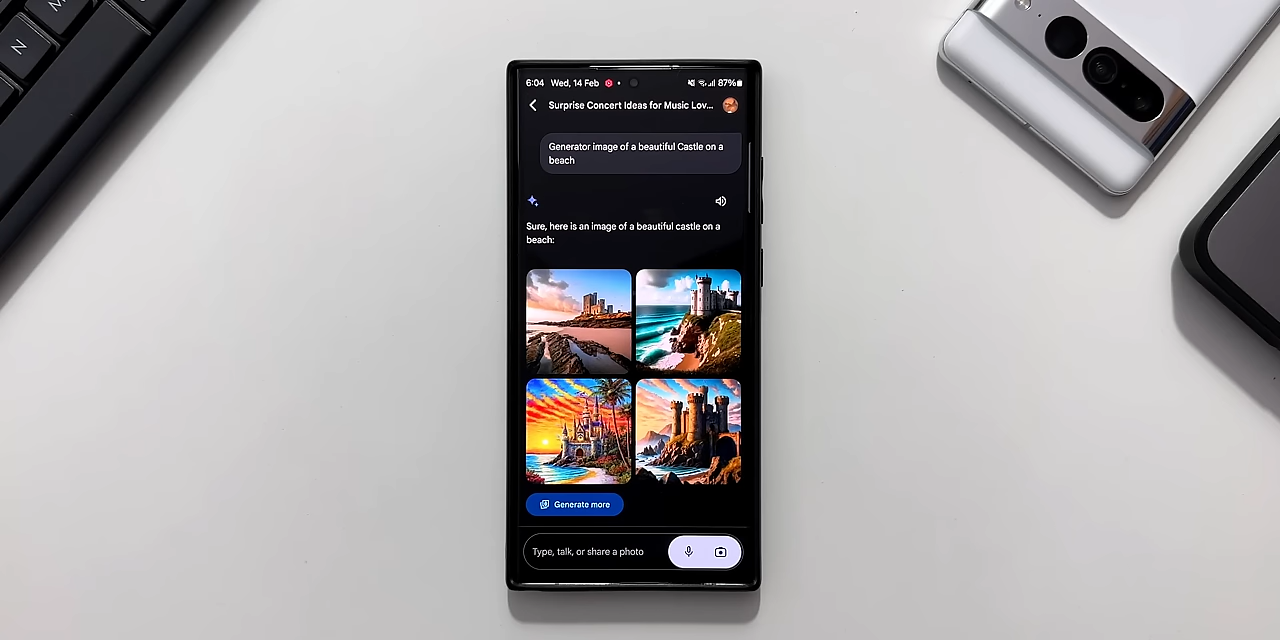 N
M
6:04 Wed, 14 Feb 87%
Surprise Concert Ideas for Music Lov...
Generator image of a beautiful Castle on a
beach
Sure, here is an image of a beautiful castle on a
beach:
Generate more
Type, talk, or share a photo